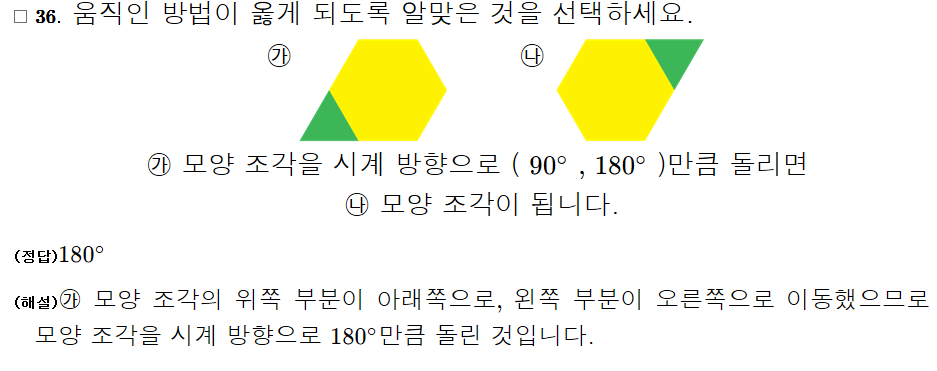 □ 36. 움직인 방법이 옳게 되도록 알맞은 것을 선택하세요.
㉮ ㉯
㉮ 모양 조각을 시계 방향으로 ( 90° , 180° )만큼 돌리면
㉯ 모양 조각이 됩니다.
(정답)180°
(해설)㉮ 모양 조각의 위쪽 부분이 아래쪽으로, 왼쪽 부분이 오른쪽으로 이동했으므로
모양 조각을 시계 방향으로 180°만큼 돌린 것입니다.